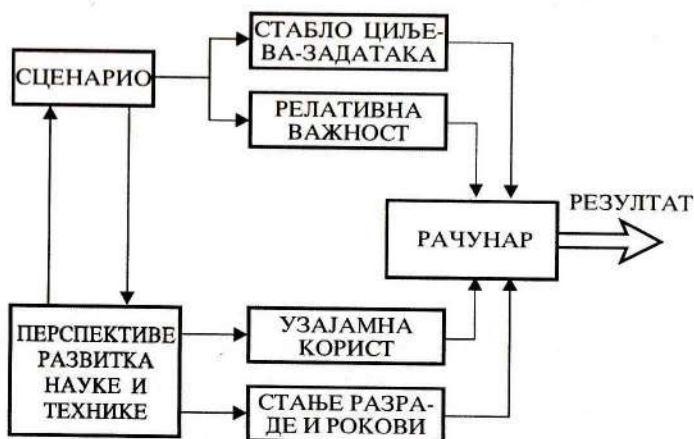 СТАБЛО ЦИЉЕ-
ВА-ЗАДАТАКА
СЦЕНАРИО
РЕЛАТИВНА
ВАЖНОСТ
РЕЗУЛТАТ
РАЧУНАР
ПЕРСПЕКТИВЕ
РАЗВИТКА
НАУКЕ И
ТЕХНИКЕ
УЗАЈАМНА
КОРИСТ
СТАЊЕ РАЗРА-
ДЕ И РОКОВИ